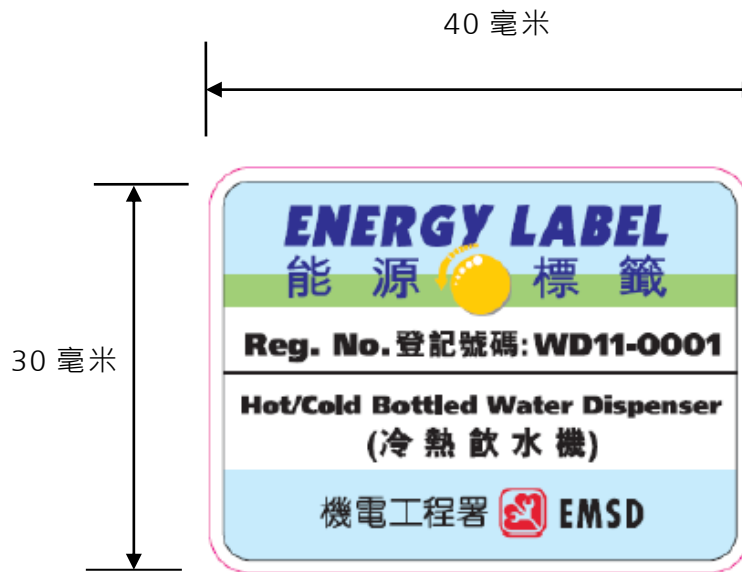 40 毫米
30 毫米
ENERGY LABEL
能 源 標 籤
Reg. No. 登記號碼: WD11-0001
Hot/Cold Bottled Water Dispenser
(冷 熱 飲 水 機)
機電工程署 EMSD